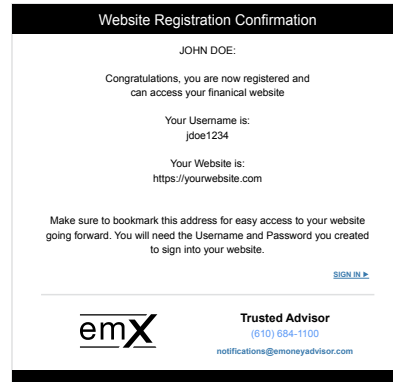 Website Registration Confirmation
JOHN DOE:
Congratulations, you are now registered and
can access your finanical website
Your Username is:
jdoe1234
Your Website is:
https://yourwebsite.com
Make sure to bookmark this address for easy access to your website
going forward. You will need the Username and Password you created
to sign into your website.
SIGN IN ►
emX
Trusted Advisor
(610) 684-1100
notifications@emoneyadvisor.com